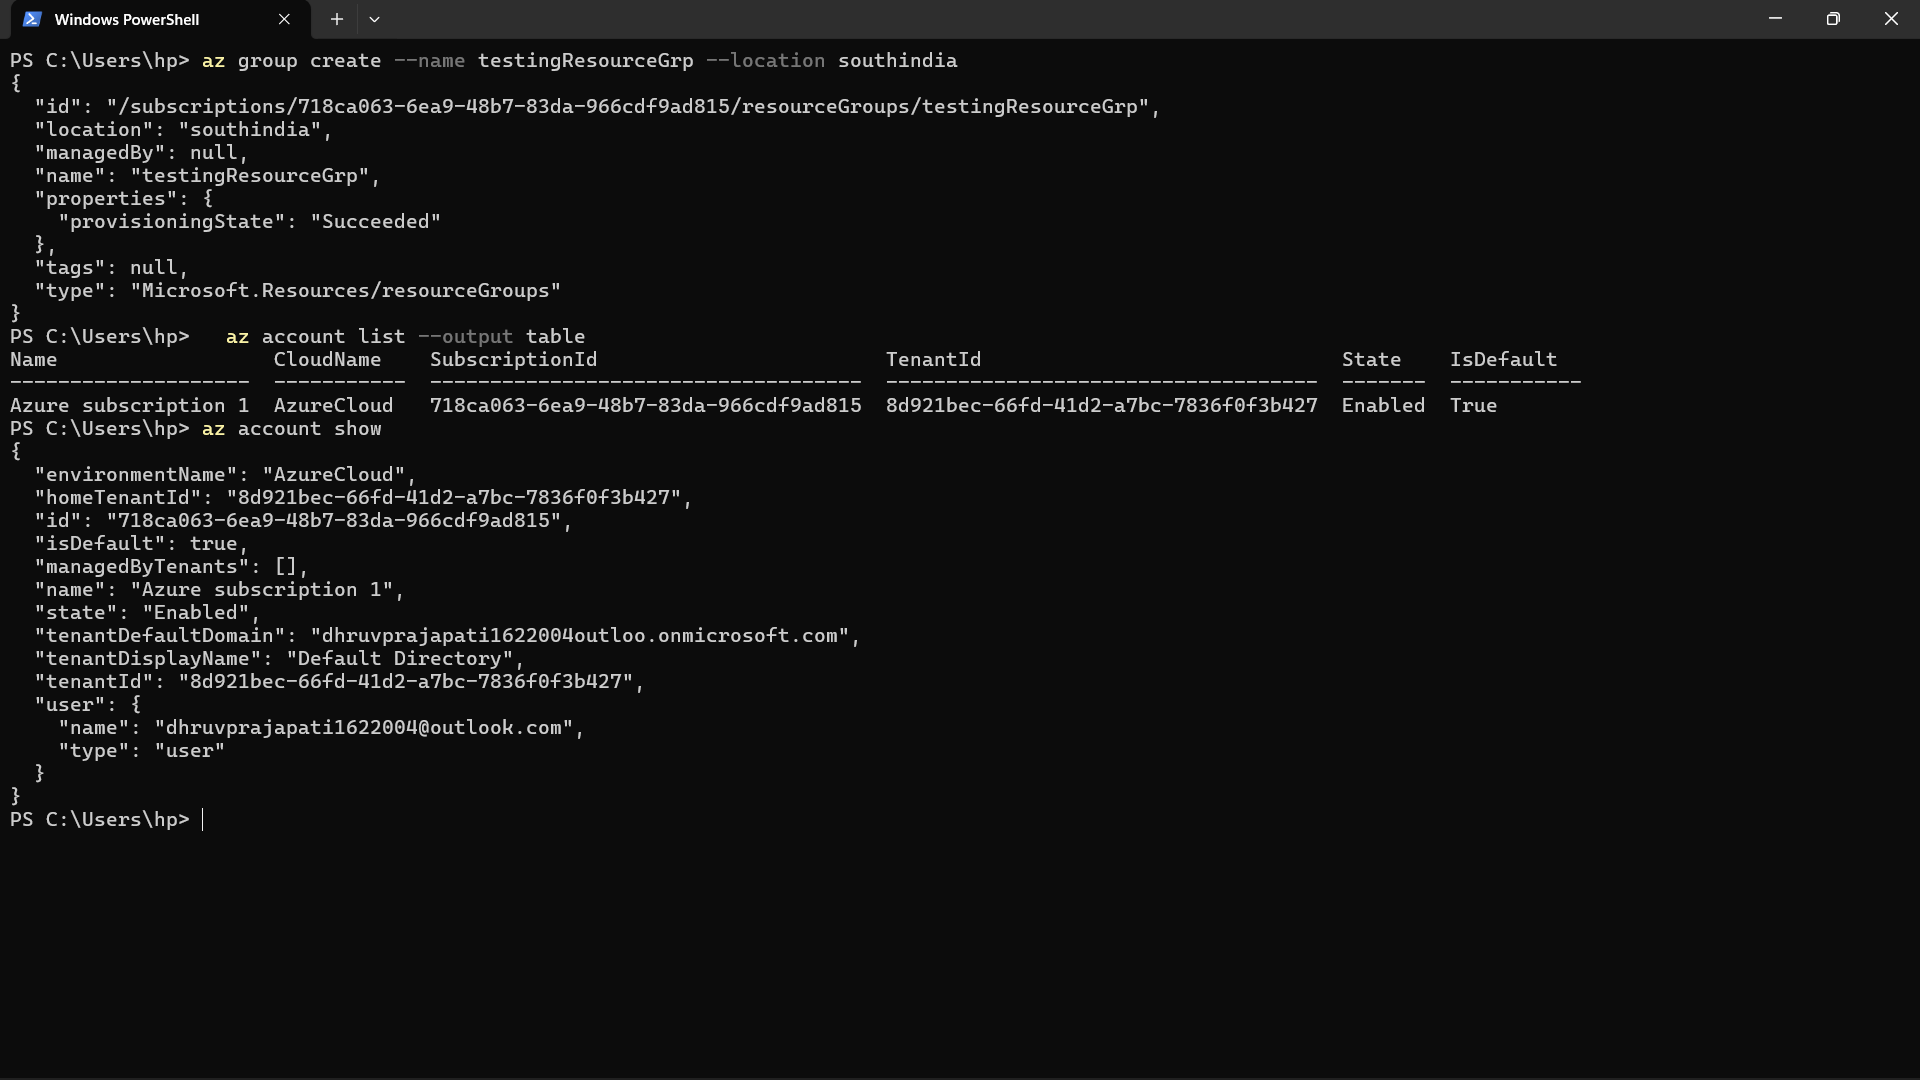 Windows PowerShell
PS C:\Users\hp> az group create --name testingResourceGrp --location southindia
{
  "id": "/subscriptions/718ca063-6ea9-48b7-83da-966cdf9ad815/resourceGroups/testingResourceGrp",
  "location": "southindia",
  "managedBy": null,
  "name": "testingResourceGrp",
  "properties": {
    "provisioningState": "Succeeded"
  },
  "tags": null,
  "type": "Microsoft.Resources/resourceGroups"
}
PS C:\Users\hp>   az account list --output table
Name                  CloudName    SubscriptionId                        TenantId                              State    IsDefault
--------------------  -----------  ------------------------------------  ------------------------------------  -------  -----------
Azure subscription 1  AzureCloud   718ca063-6ea9-48b7-83da-966cdf9ad815  8d921bec-66fd-41d2-a7bc-7836f0f3b427  Enabled  True
PS C:\Users\hp> az account show
{
  "environmentName": "AzureCloud",
  "homeTenantId": "8d921bec-66fd-41d2-a7bc-7836f0f3b427",
  "id": "718ca063-6ea9-48b7-83da-966cdf9ad815",
  "isDefault": true,
  "managedByTenants": [],
  "name": "Azure subscription 1",
  "state": "Enabled",
  "tenantDefaultDomain": "dhruvprajapati1622004outloo.onmicrosoft.com",
  "tenantDisplayName": "Default Directory",
  "tenantId": "8d921bec-66fd-41d2-a7bc-7836f0f3b427",
  "user": {
    "name": "dhruvprajapati1622004@outlook.com",
    "type": "user"
  }
}
PS C:\Users\hp>